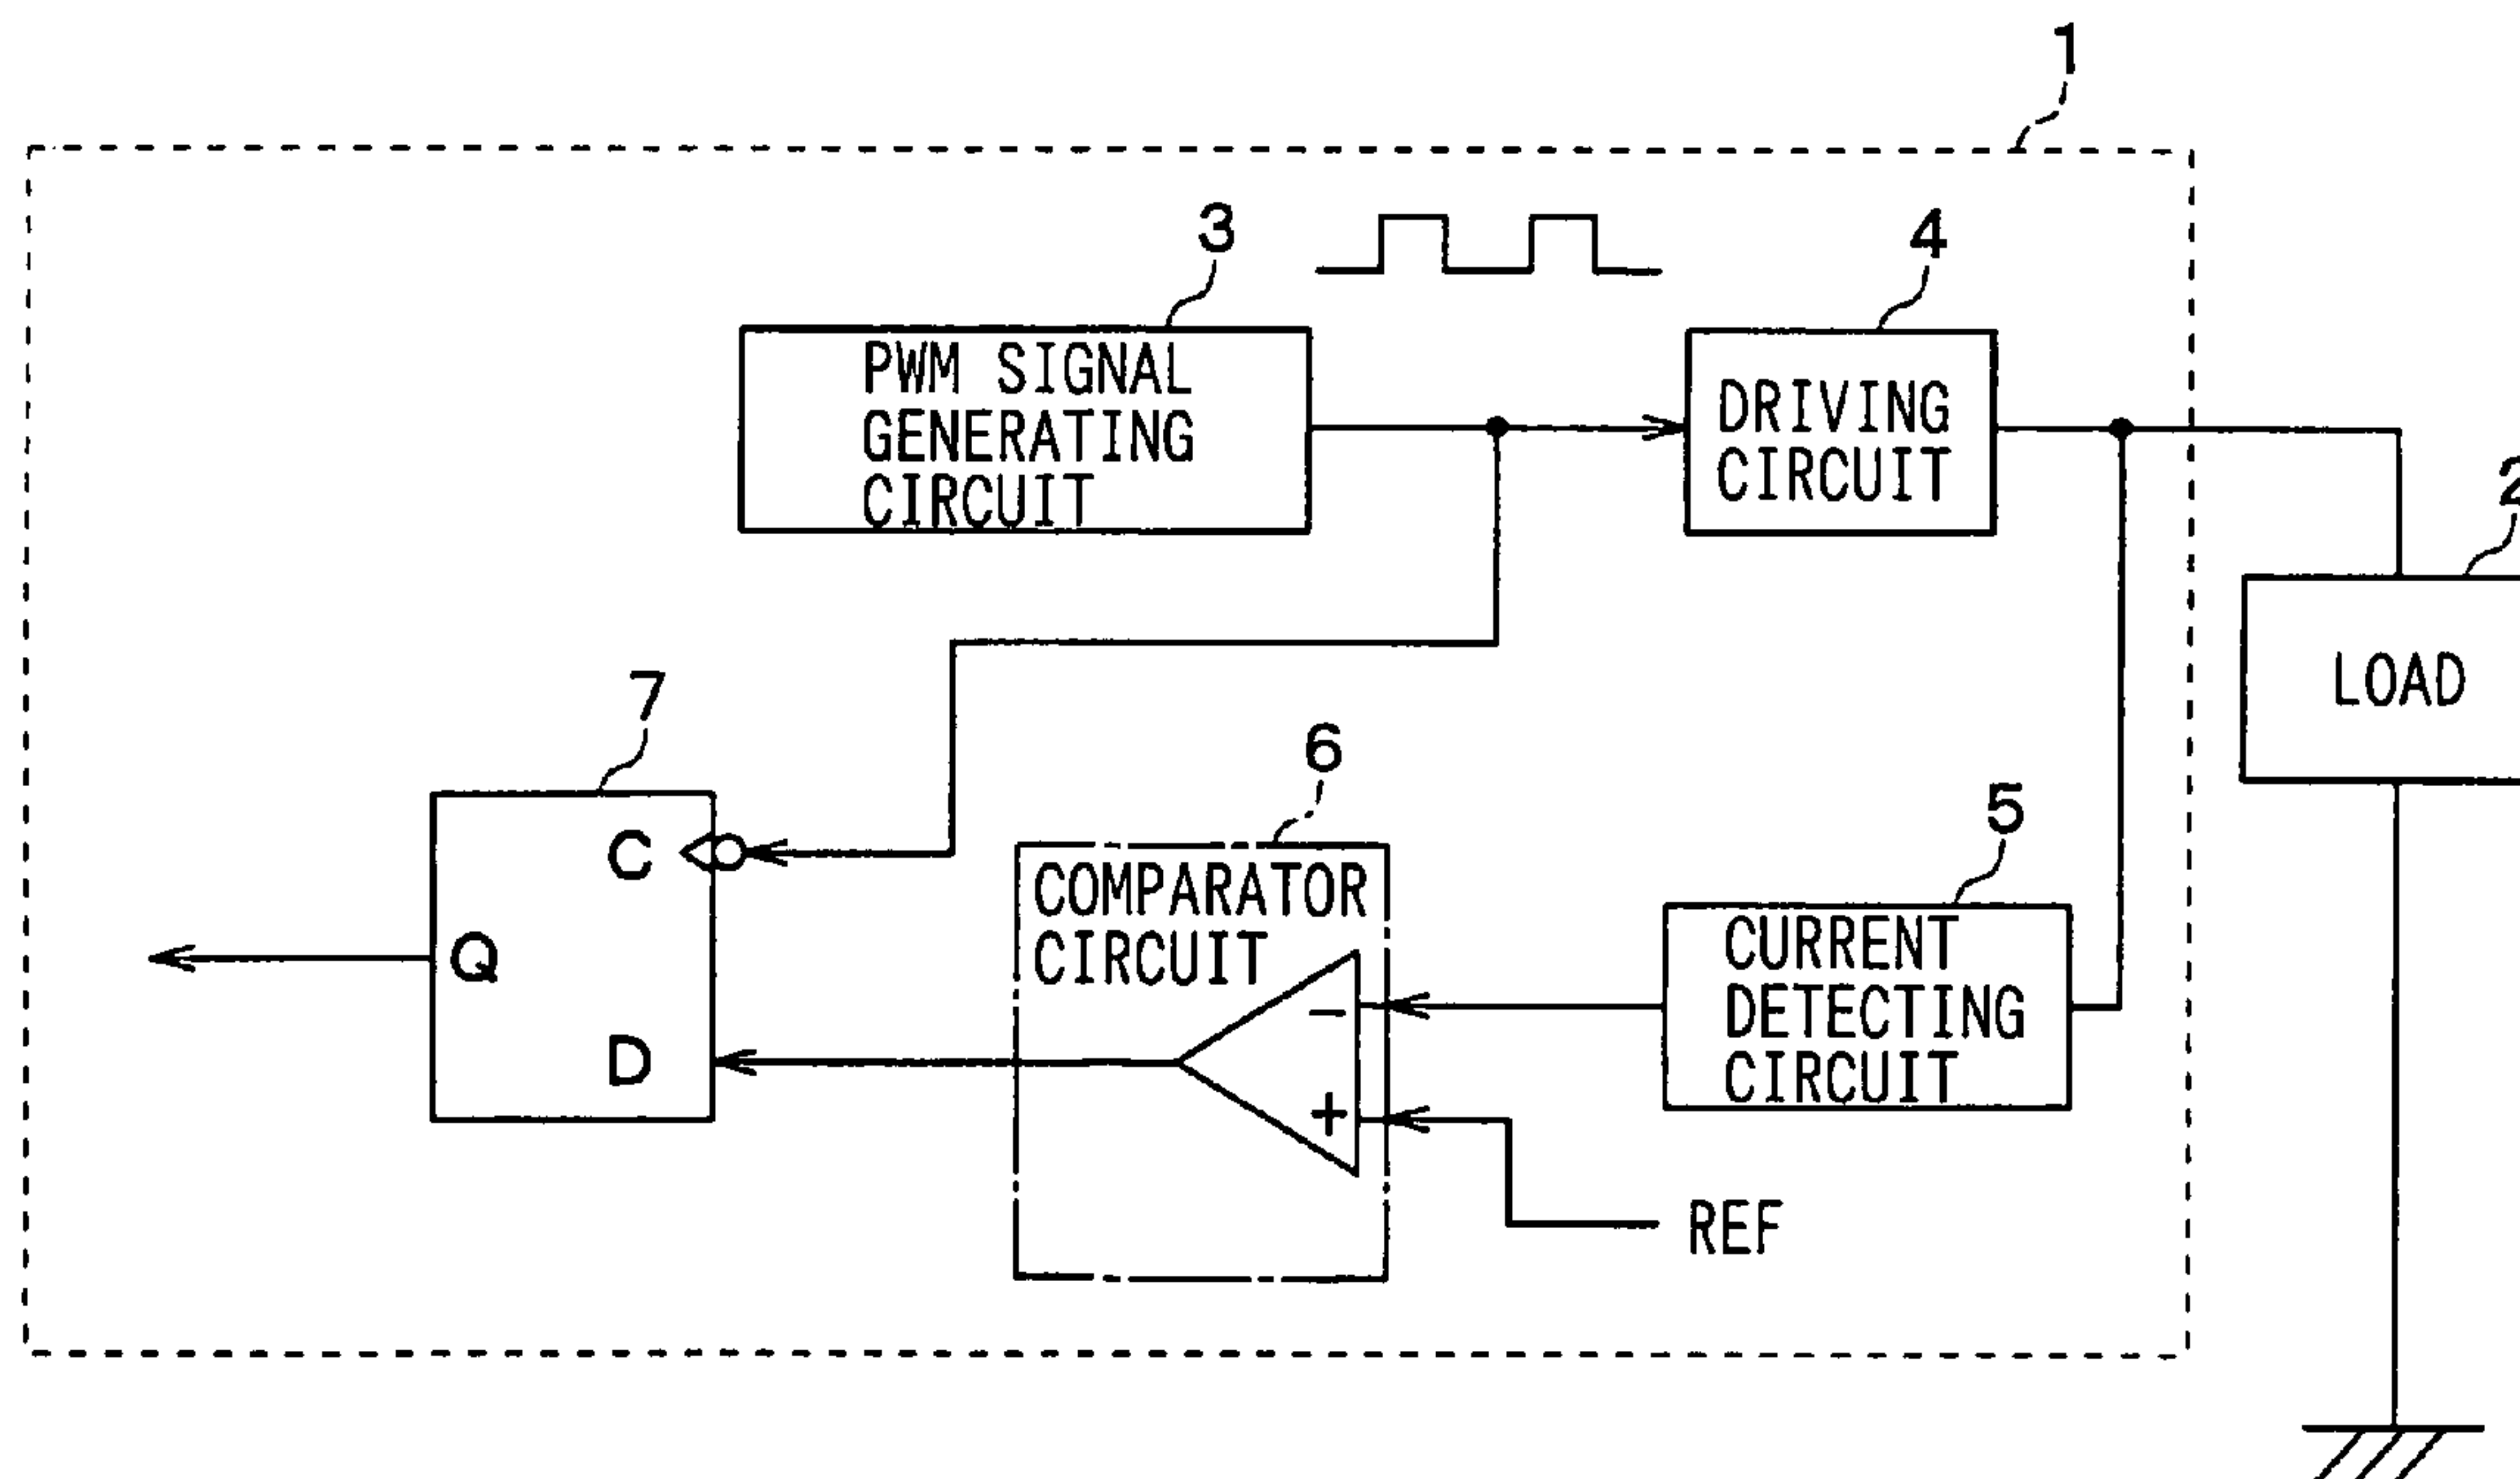 1
3
4
PWM SIGNAL
GENERATING
CIRCUIT
DRIVING
CIRCUIT
2
LOAD
7
6
5
C
Q
D
COMPARATOR
CIRCUIT
-
+
CURRENT
DETECTING
CIRCUIT
REF